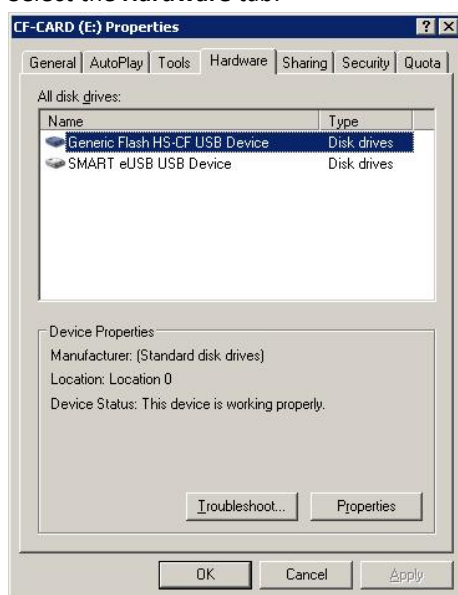 select the Hardware tab.
CF-CARD (E:) Properties
General AutoPlay Tools Hardware Sharing Security Quota
All disk drives:
Name Type
Generic Flash HS-CF USB Device Disk drives
SMART eUSB USB Device Disk drives
Device Properties
Manufacturer: (Standard disk drives)
Location: Location 0
Device Status: This device is working properly.
Troubleshoot... Properties
OK Cancel Apply